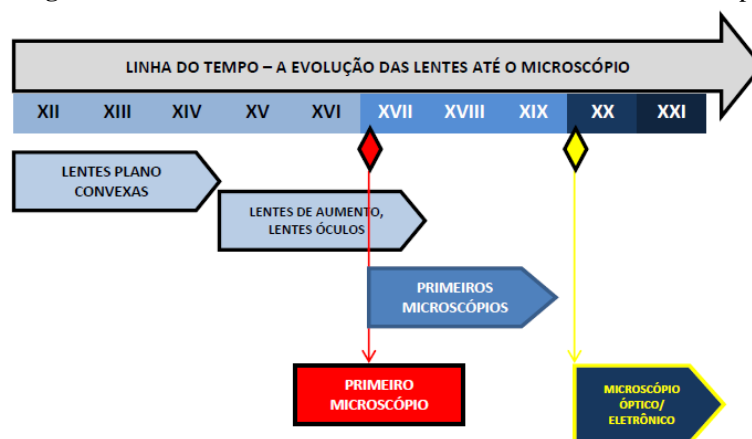 LINHA DO TEMPO – A EVOLUÇÃO DAS LENTES ATÉ O MICROSCÓPIO
XII XIII XIV XV XVI XVII XVIII XIX XX XXI
LENTES PLANO
CONVEXAS
LENTES DE AUMENTO,
LENTES ÓCULOS
PRIMEIROS
MICROSCÓPIOS
PRIMEIRO
MICROSCÓPIO
MICROSCÓPIO
ÓPTICO/
ELETRÔNICO